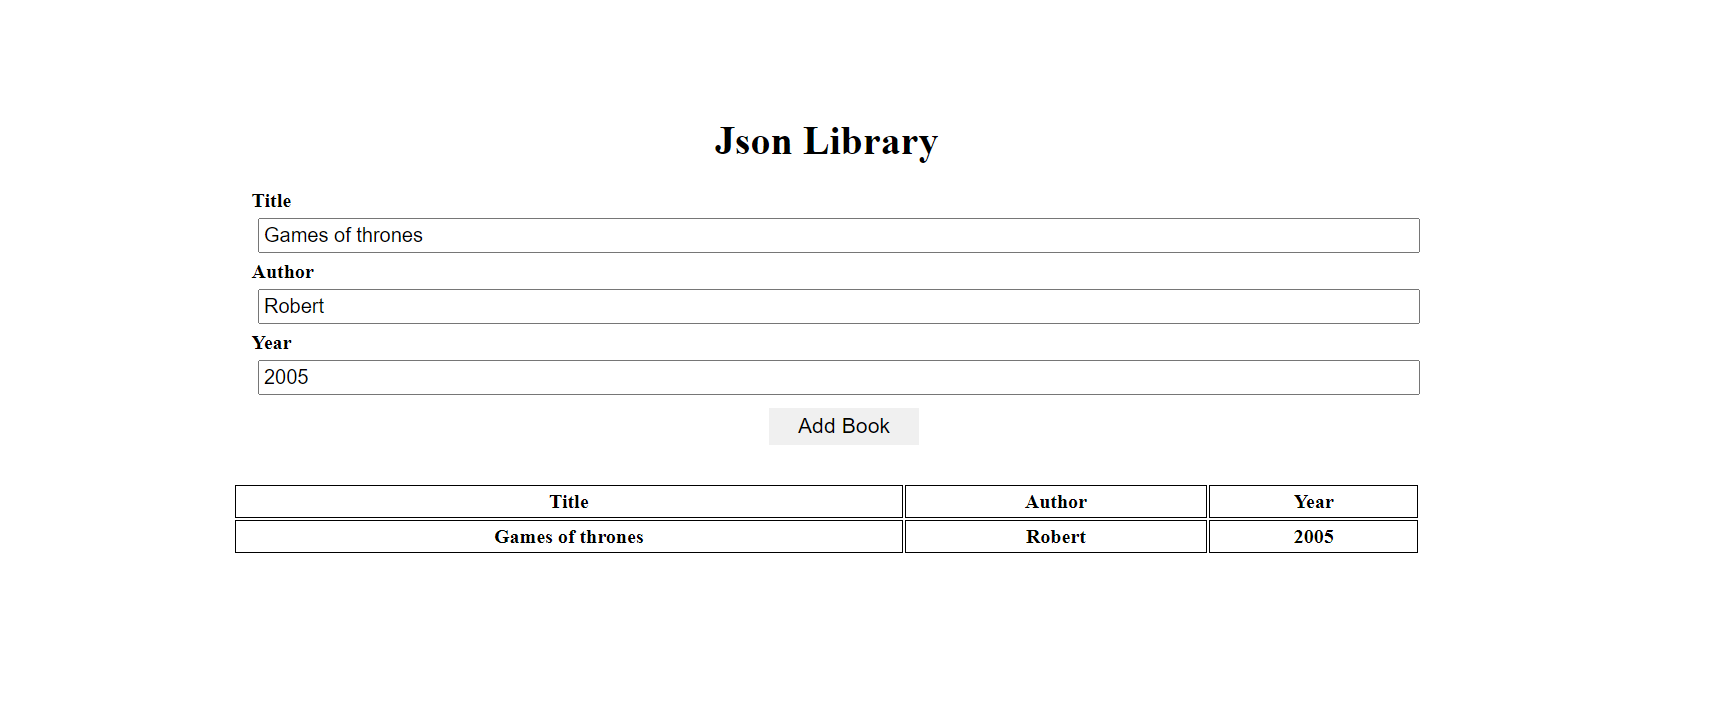 Json Library
Title
Games of thrones
Author
Robert
Year
2005
Add Book
Title Author Year
Games of thrones Robert 2005